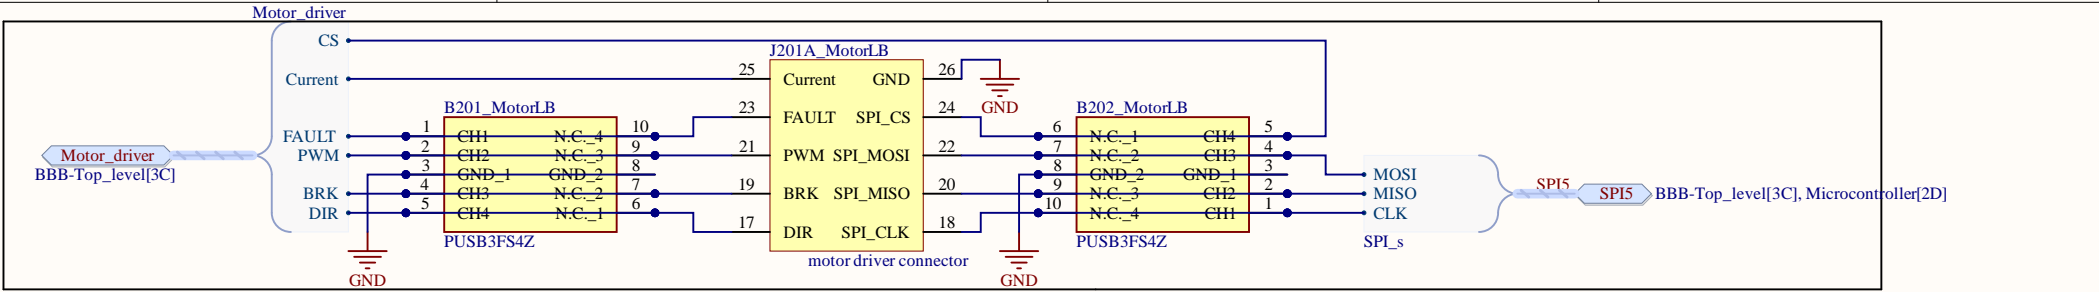 Motor_driver
CS
J201A_MotorLB
Current
25
Current
GND
26
GND
B201_MotorLB
23
FAULT
SPI_CS
24
B202_MotorLB
FAULT
1
CH1
N.C._4
10
6
N.C._1
CH4
5
Motor_driver
PWM
2
CH2
N.C._3
9
21
PWM
SPI_MOSI
22
7
N.C._2
CH3
4
BBB-Top_level[3C]
3
GND_1
GND_2
8
8
GND_2
GND_1
3
MOSI
BRK
4
CH3
N.C._2
7
19
BRK
SPI_MISO
20
9
N.C._3
CH2
2
MISO
SPI5
SPI5
BBB-Top_level[3C], Microcontroller[2D]
DIR
5
CH4
N.C._1
6
10
N.C._4
CH1
1
CLK
17
DIR
SPI_CLK
18
PUSB3FS4Z
PUSB3FS4Z
SPI_s
motor driver connector
GND
GND